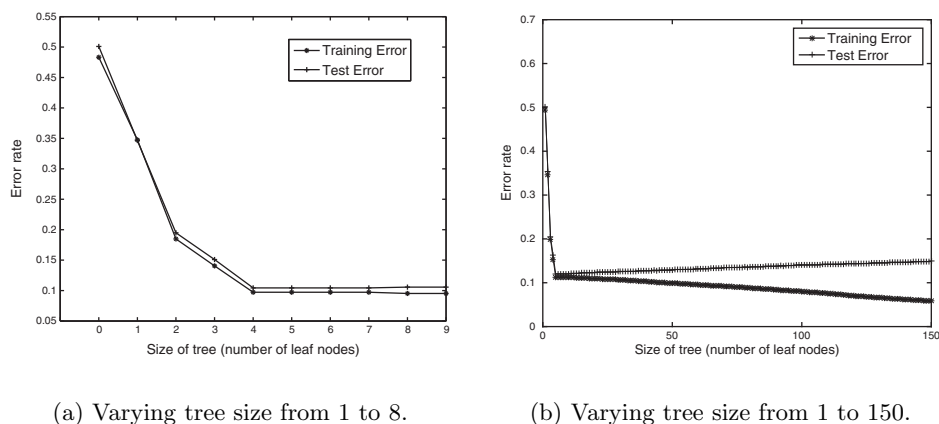 0.55
0.5
0.45
0.4
0.35
0.3
0.25
0.2
0.15
0.1
0.05
Error rate
Training Error
Test Error
0 1 2 3 4 5 6 7 8 9
Size of tree (number of leaf nodes)
(a) Varying tree size from 1 to 8.
0.7
0.6
0.5
0.4
0.3
0.2
0.1
0
Error rate
Training Error
Test Error
0 50 100 150
Size of tree (number of leaf nodes)
(b) Varying tree size from 1 to 150.